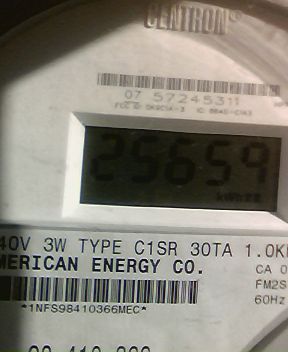 CENTRON®
07 57245311
25659
kWh
40V 3W TYPE C1SR 30TA 1.0K
MERICAN ENERGY CO.
CA 0
FM2S
60Hz
*1NFS98410366MEC*